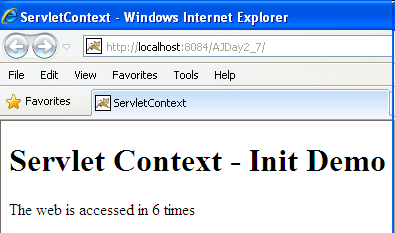 ServletContext - Windows Internet Explorer
http://localhost:8084/AJDay2_7/
File Edit View Favorites Tools Help
Favorites ServletContext
Servlet Context - Init Demo
The web is accessed in 6 times